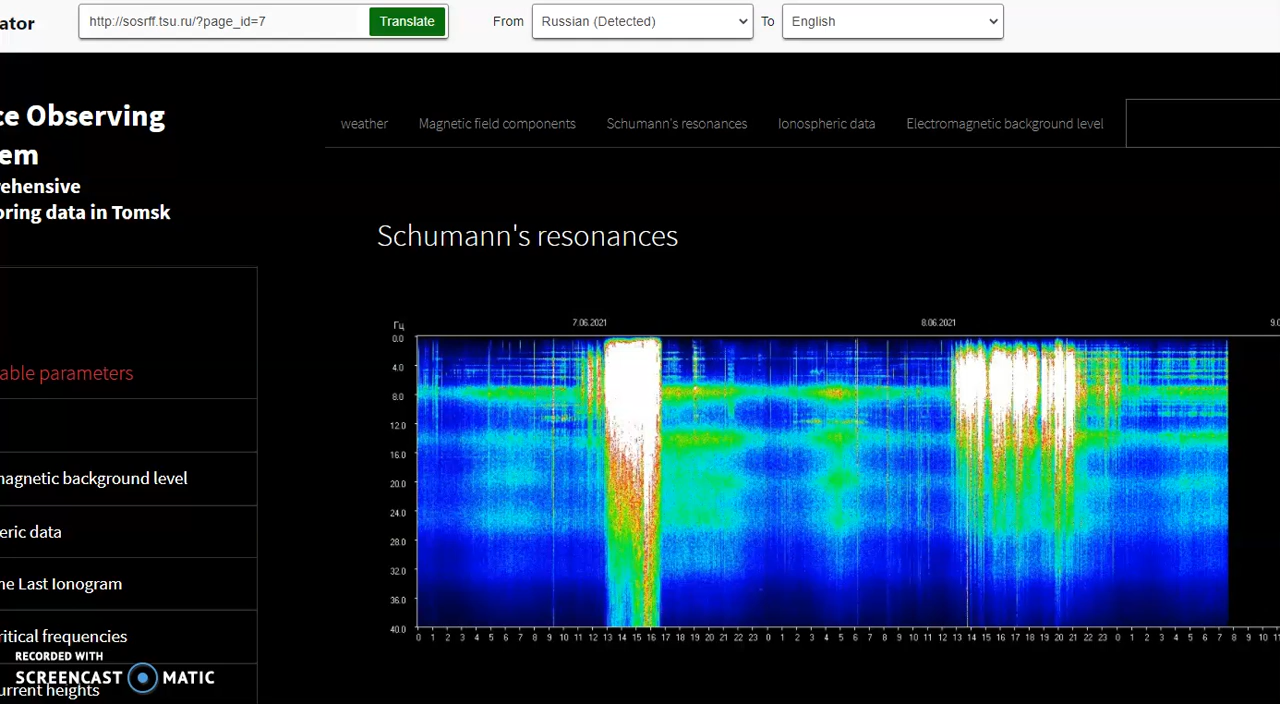 ator
http://sosrff.tsu.ru/?page_id=7
Translate
From
Russian (Detected)
To
English
ce Observing
em
rehensive
oring data in Tomsk
weather
Magnetic field components
Schumann's resonances
Ionospheric data
Electromagnetic background level
Schumann's resonances
able parameters
magnetic background level
eric data
he Last Ionogram
ritical frequencies
urrent heights
7.06.2021
8.06.2021
9.0
Гц
0.0
4.0
8.0
12.0
16.0
20.0
24.0
28.0
32.0
36.0
40.0
0 1 2 3 4 5 6 7 8 9 10 11 12 13 14 15 16 17 18 19 20 21 22 23 0 1 2 3 4 5 6 7 8 9 10 11 12 13 14 15 16 17 18 19 20 21 22 23 0 1 2 3 4 5 6 7 8 9 10 11
RECORDED WITH
SCREENCAST MATIC